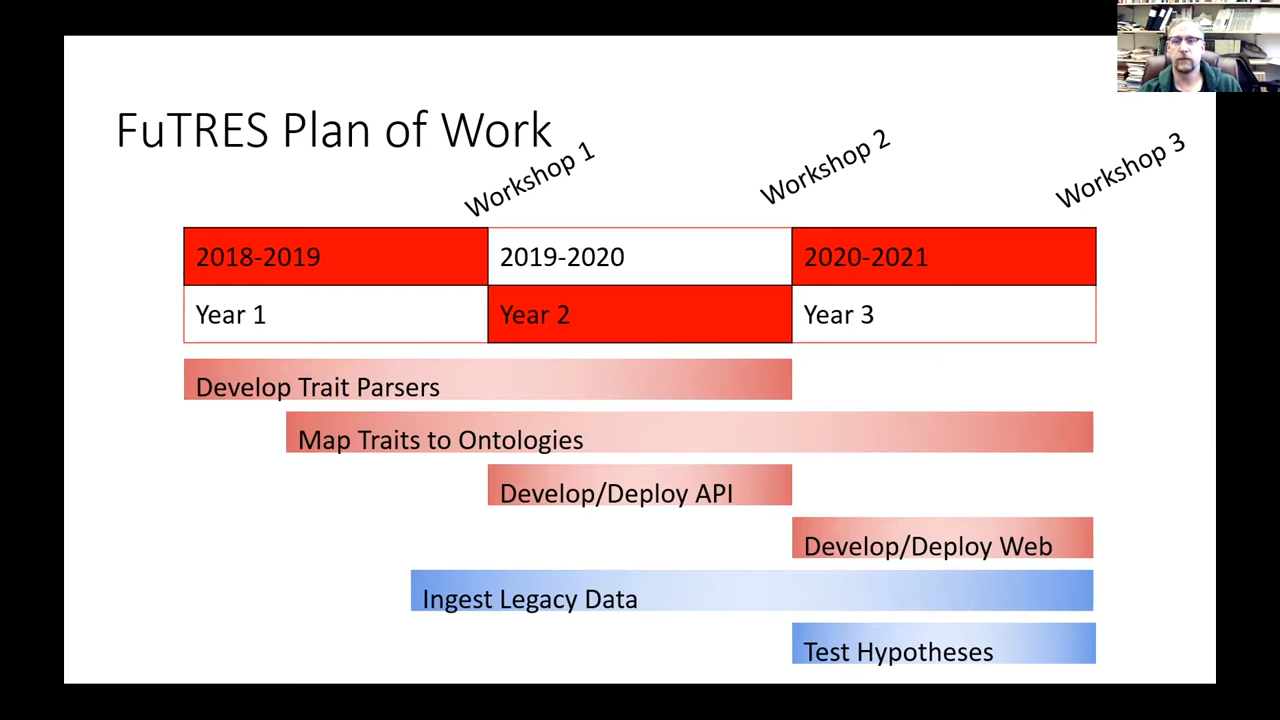 FuTRES Plan of Work
Workshop 1
Workshop 2
Workshop 3
2018-2019
2019-2020
2020-2021
Year 1
Year 2
Year 3
Develop Trait Parsers
Map Traits to Ontologies
Develop/Deploy API
Develop/Deploy Web
Ingest Legacy Data
Test Hypotheses